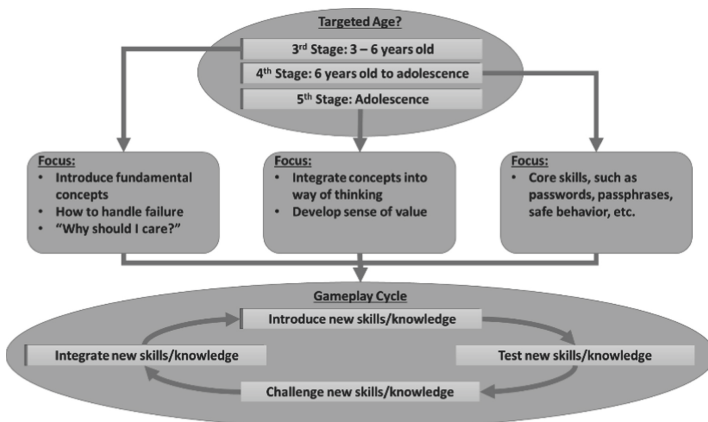 Targeted Age?
3rd Stage: 3 – 6 years old
4th Stage: 6 years old to adolescence
5th Stage: Adolescence
Focus:
• Introduce fundamental
concepts
• How to handle failure
• “Why should I care?”
Focus:
• Integrate concepts into
way of thinking
• Develop sense of value
Focus:
• Core skills, such as
passwords, passphrases,
safe behavior, etc.
Gameplay Cycle
Introduce new skills/knowledge
Integrate new skills/knowledge
Test new skills/knowledge
Challenge new skills/knowledge